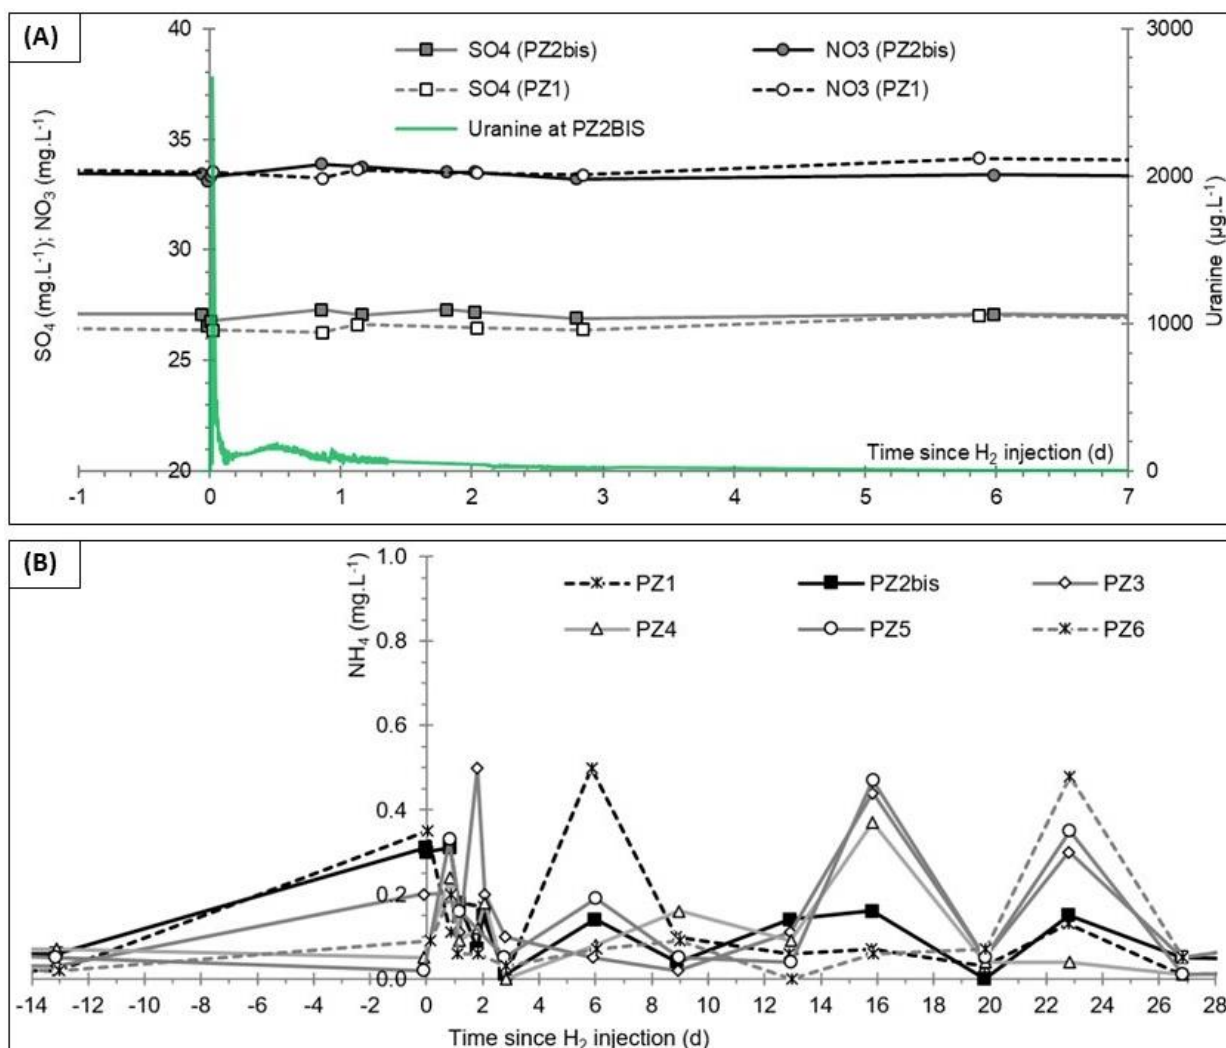 (A)
SO4 (PZ2bis)
NO3 (PZ2bis)
SO4 (PZ1)
NO3 (PZ1)
Uranine at PZ2BIS
SO₄ (mg.L⁻¹); NO₃ (mg.L⁻¹)
40
35
30
25
20
3000
2000
1000
0
Uranine (µg.L⁻¹)
Time since H₂ injection (d)
-1 0 1 2 3 4 5 6 7
(B)
NH₄ (mg.L⁻¹)
1.0
0.8
0.6
0.4
0.2
0.0
PZ1 PZ2bis PZ3
PZ4 PZ5 PZ6
-14 -12 -10 -8 -6 -4 -2 0 2 4 6 8 10 12 14 16 18 20 22 24 26 28
Time since H₂ injection (d)